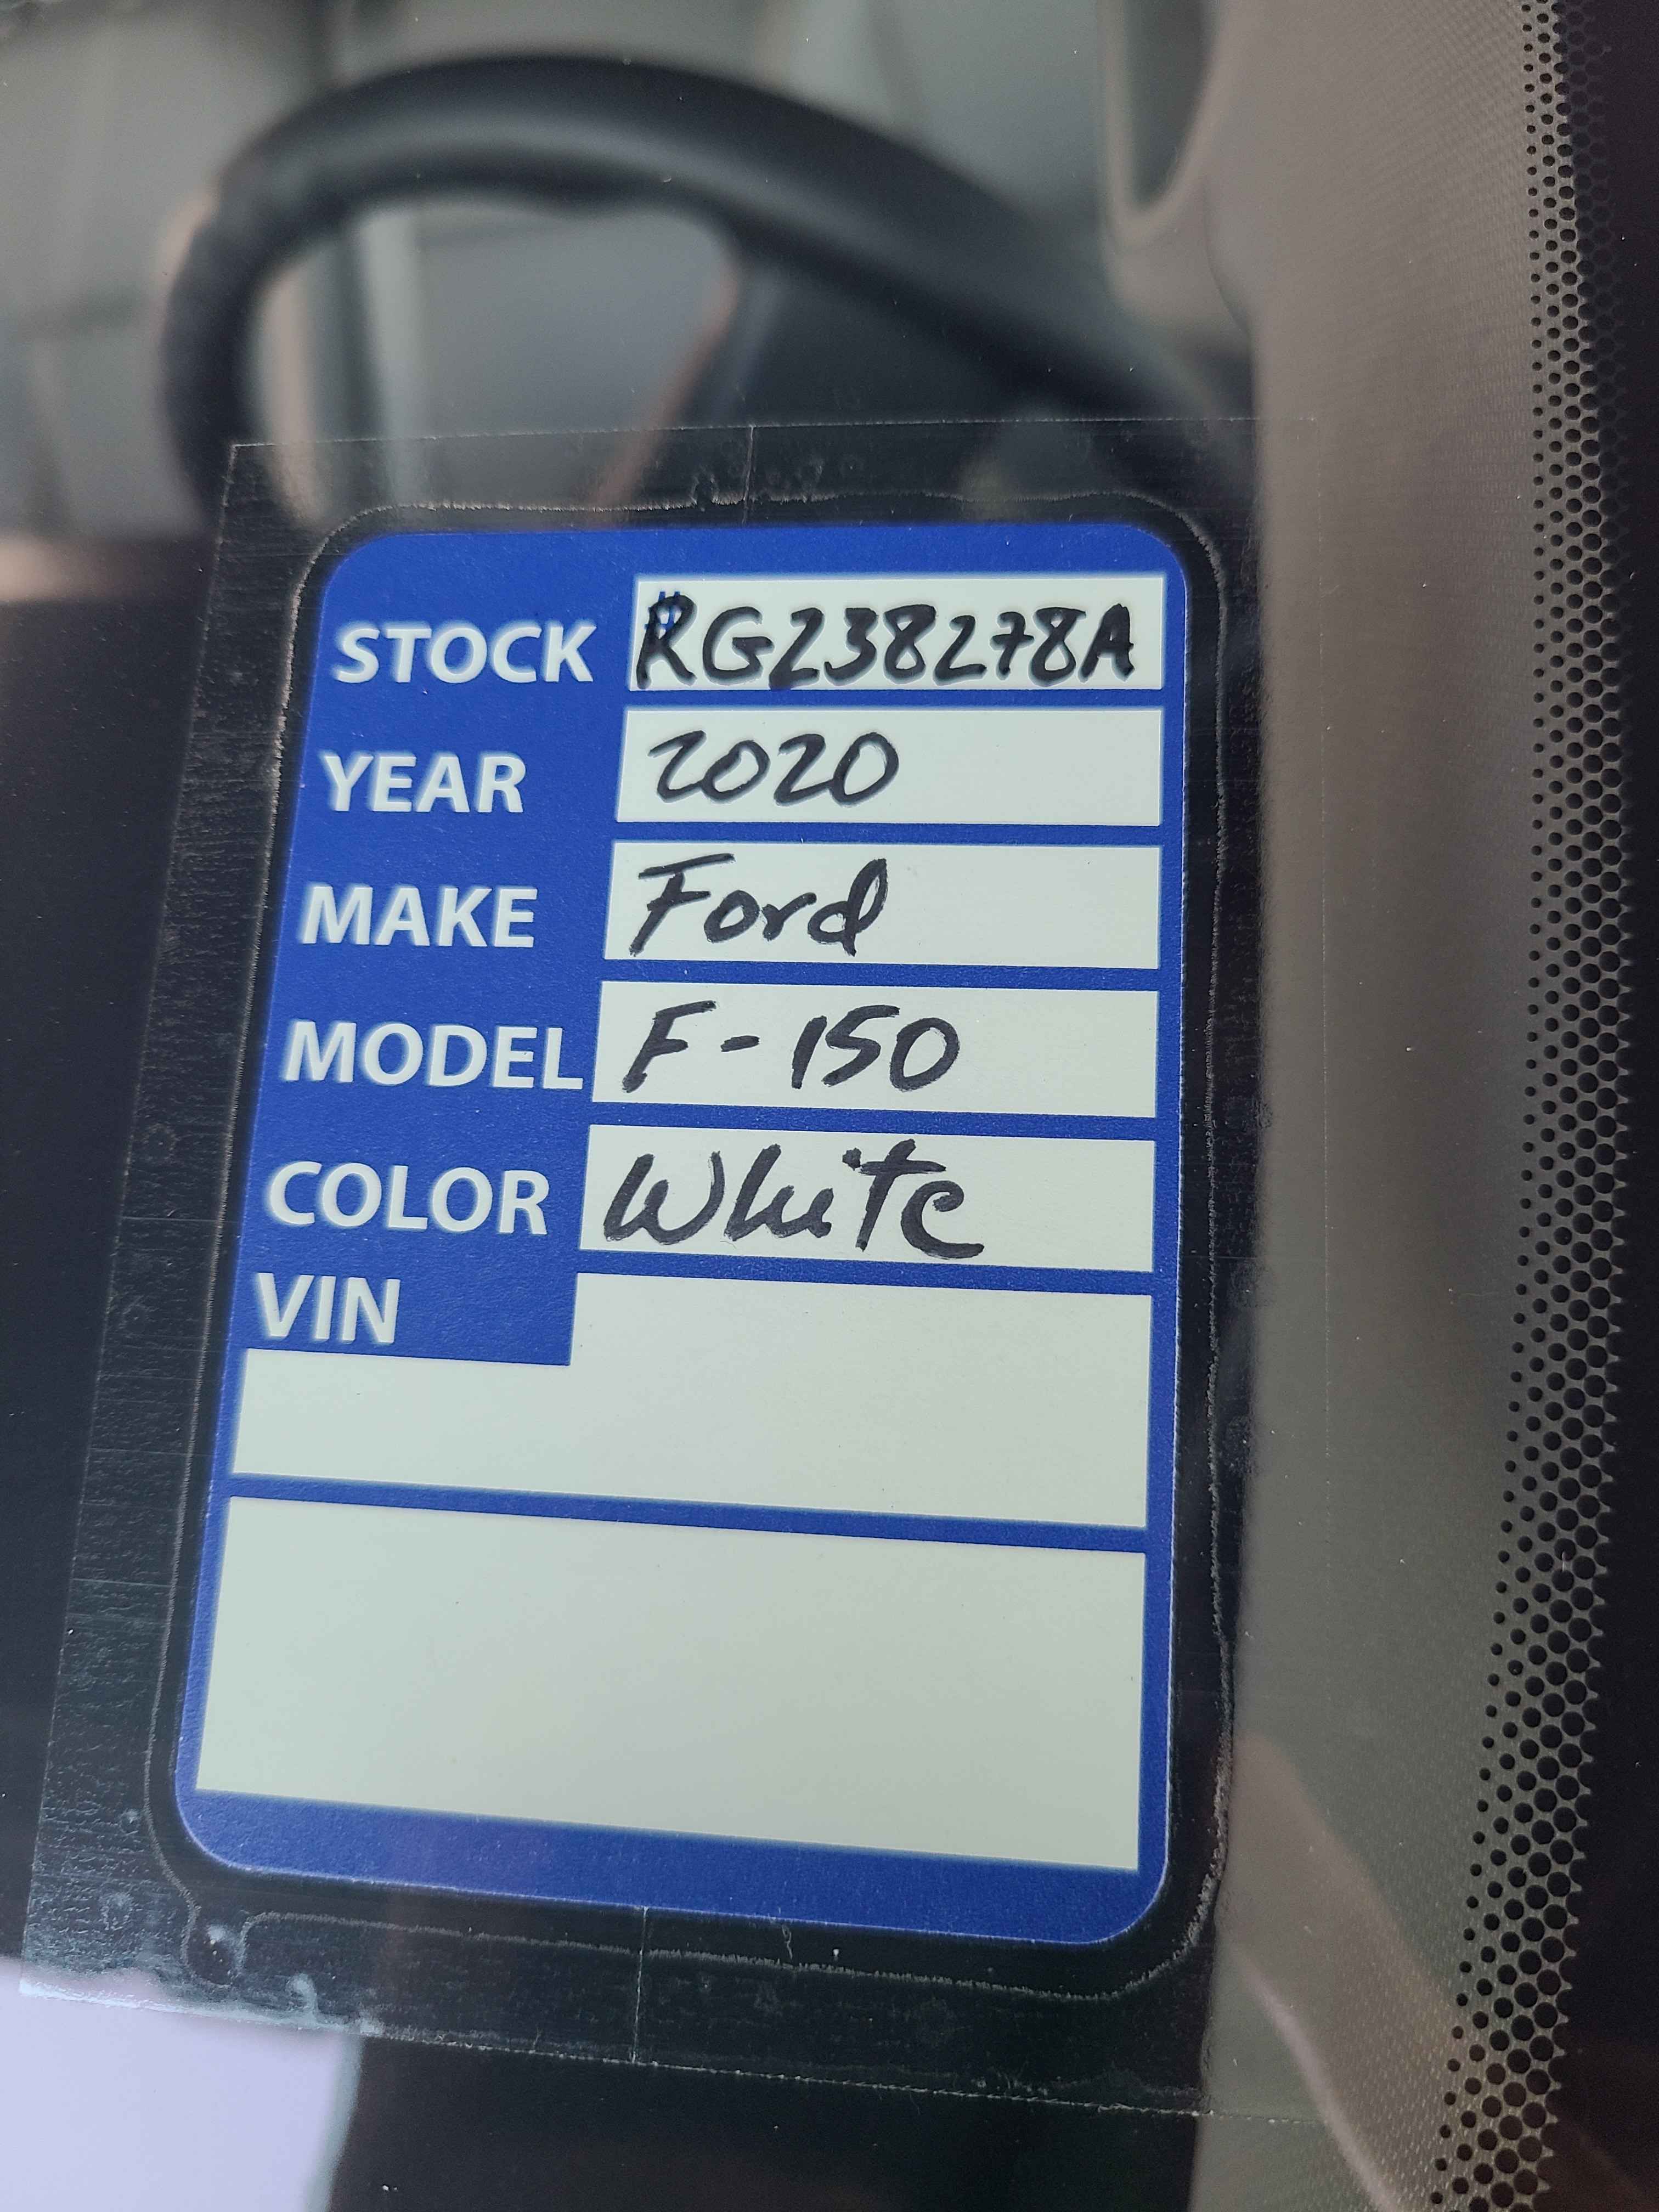 STOCK # RG238278A
YEAR 2020
MAKE Ford
MODEL F-150
COLOR White
VIN